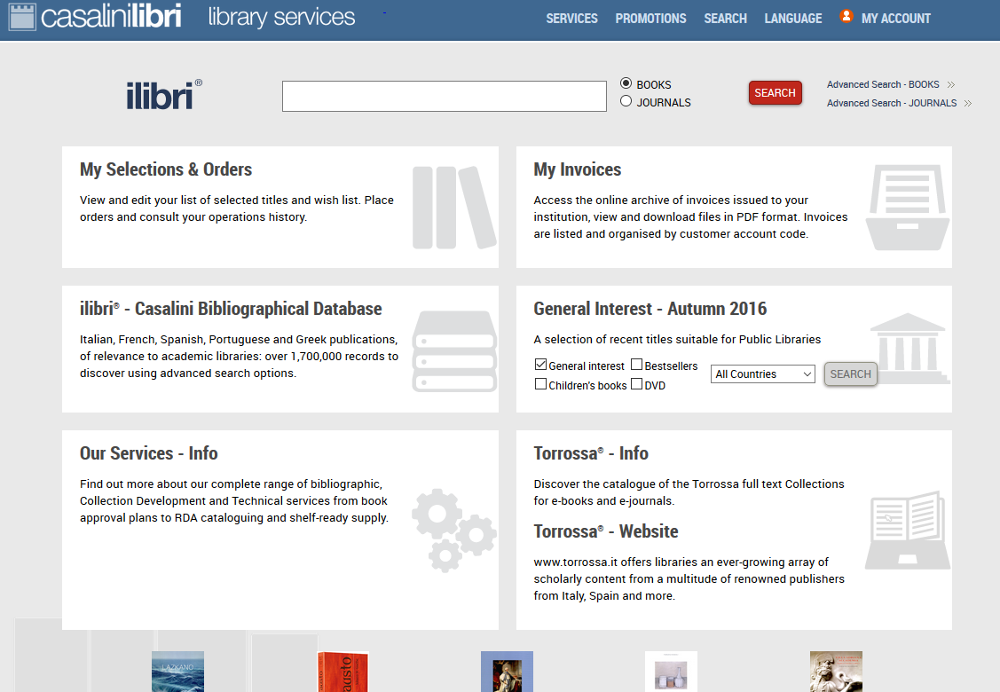 casalinilibri library services
SERVICES PROMOTIONS SEARCH LANGUAGE MY ACCOUNT
ilibri®
BOOKS
JOURNALS
SEARCH
Advanced Search - BOOKS
Advanced Search - JOURNALS
My Selections & Orders
View and edit your list of selected titles and wish list. Place
orders and consult your operations history.
My Invoices
Access the online archive of invoices issued to your
institution, view and download files in PDF format. Invoices
are listed and organised by customer account code.
ilibri® - Casalini Bibliographical Database
Italian, French, Spanish, Portuguese and Greek publications,
of relevance to academic libraries: over 1,700,000 records to
discover using advanced search options.
General Interest - Autumn 2016
A selection of recent titles suitable for Public Libraries
General interest Bestsellers
Children's books DVD
All Countries
SEARCH
Our Services - Info
Find out more about our complete range of bibliographic,
Collection Development and Technical services from book
approval plans to RDA cataloguing and shelf-ready supply.
Torrossa® - Info
Discover the catalogue of the Torrossa full text Collections
for e-books and e-journals.
Torrossa® - Website
www.torrossa.it offers libraries an ever-growing array of
scholarly content from a multitude of renowned publishers
from Italy, Spain and more.
LAZKANO